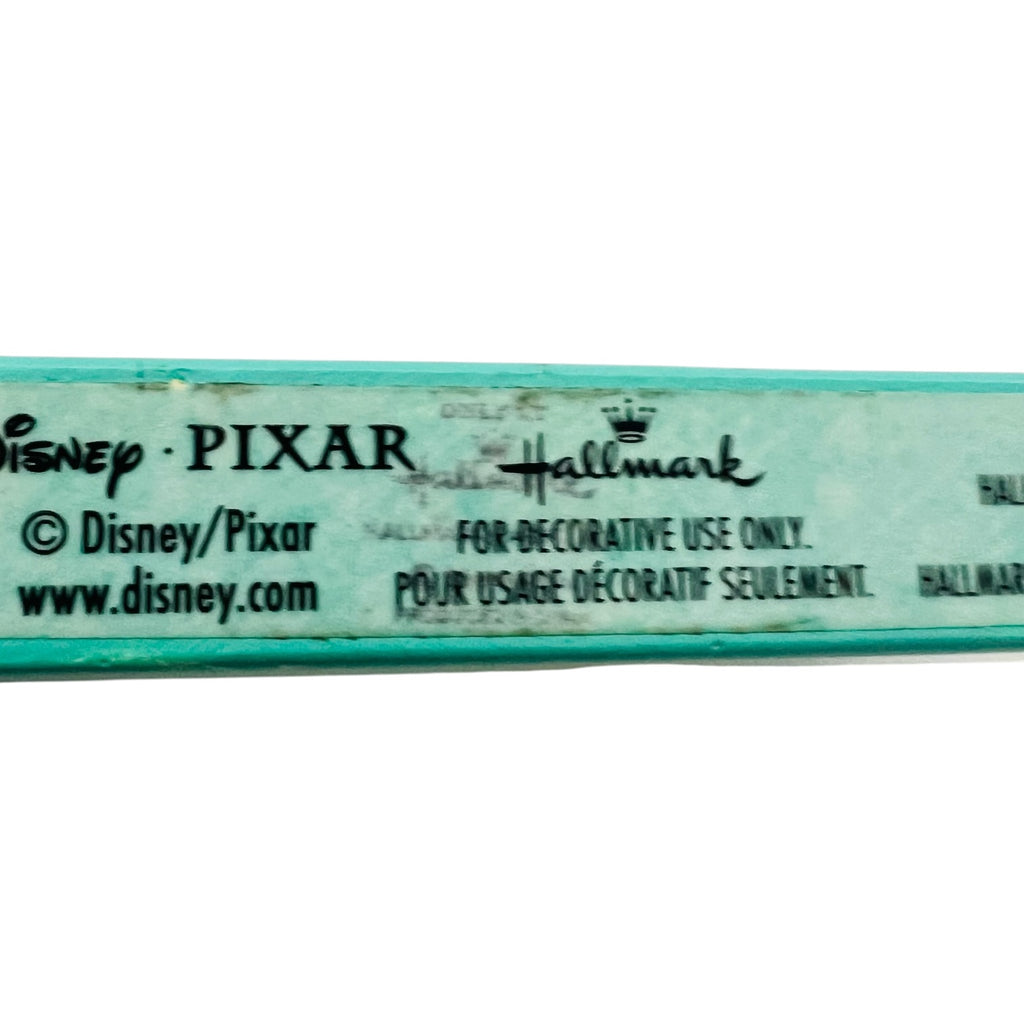 Disney · PIXAR
© Disney/Pixar
www.disney.com
Hallmark
FOR DECORATIVE USE ONLY.
POUR USAGE DÉCORATIF SEULEMENT.